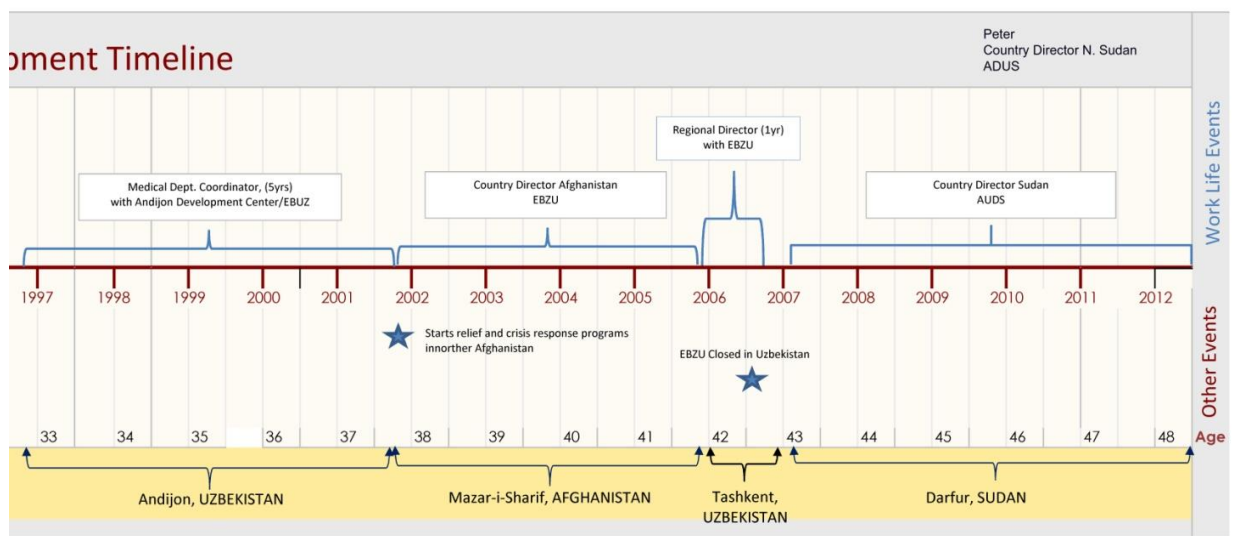 pment Timeline
Peter
Country Director N. Sudan
ADUS
Work Life Events
Regional Director (1yr)
with EBZU
Medical Dept. Coordinator, (5yrs)
with Andijon Development Center/EBUZ
Country Director Afghanistan
EBZU
Country Director Sudan
AUDS
1997 1998 1999 2000 2001 2002 2003 2004 2005 2006 2007 2008 2009 2010 2011 2012
Starts relief and crisis response programs
innorther Afghanistan
EBZU Closed in Uzbekistan
Other Events
33 34 35 36 37 38 39 40 41 42 43 44 45 46 47 48 Age
Andijon, UZBEKISTAN
Mazar-i-Sharif, AFGHANISTAN
Tashkent,
UZBEKISTAN
Darfur, SUDAN